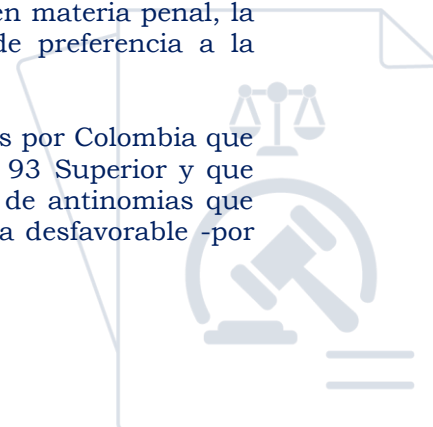 en materia penal, la
de preferencia a la
s por Colombia que
93 Superior y que
de antinomias que
a desfavorable -por